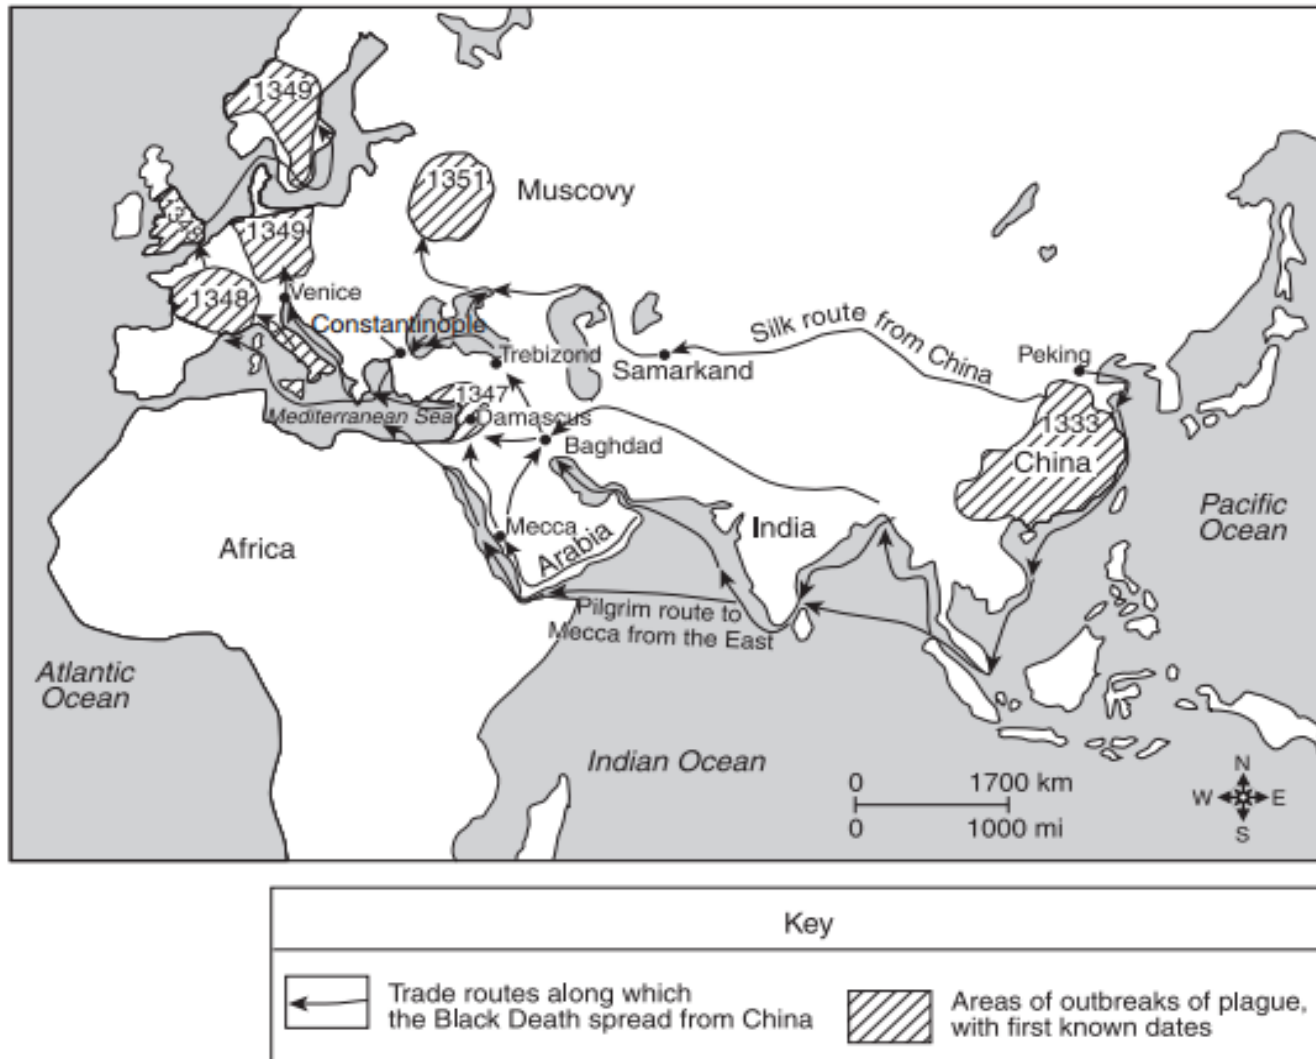 1349
1351
Muscovy
1349
1348
Venice
Constantinople
Trebizond
Samarkand
Silk route from China
Peking
1347
Mediterranean Sea
Damascus
Baghdad
1333
China
Pacific
Ocean
Mecca
Arabia
India
Africa
Pilgrim route to
Mecca from the East
Atlantic
Ocean
Indian Ocean
0 1700 km
0 1000 mi
N
W E
S
Key
Trade routes along which
the Black Death spread from China
Areas of outbreaks of plague,
with first known dates